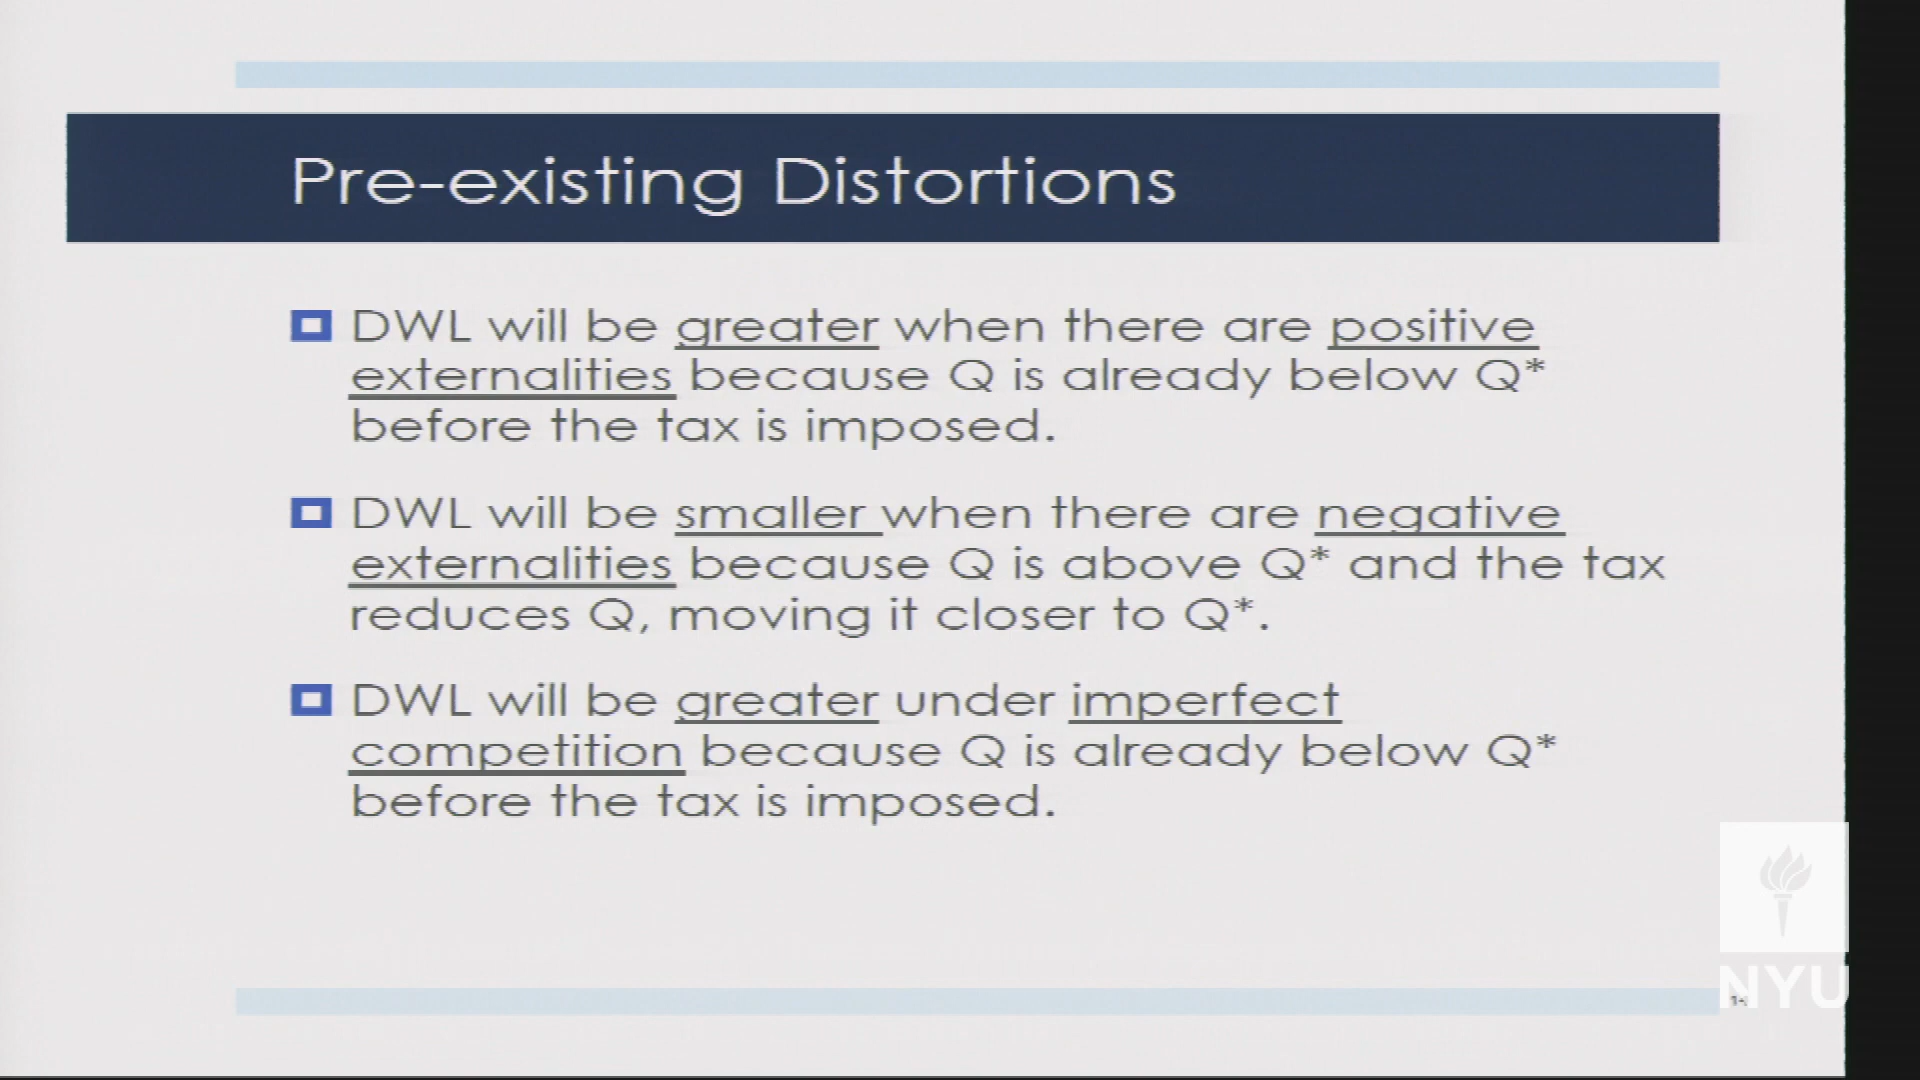 Pre-existing Distortions
DWL will be greater when there are positive
externalities because Q is already below Q*
before the tax is imposed.
DWL will be smaller when there are negative
externalities because Q is above Q* and the tax
reduces Q, moving it closer to Q*.
DWL will be greater under imperfect
competition because Q is already below Q*
before the tax is imposed.
NYU